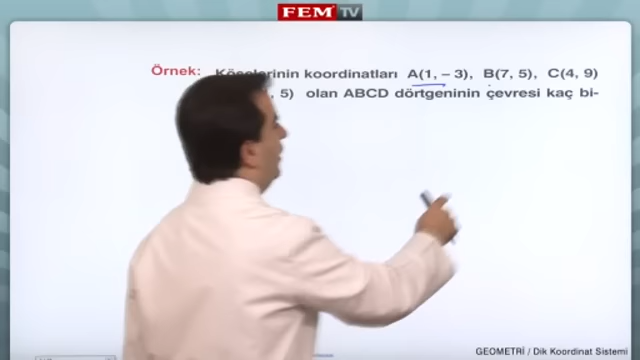 FEM TV
Örnek: Köşelerinin koordinatları A(1, – 3), B(7, 5), C(4, 9)
, 5) olan ABCD dörtgeninin çevresi kaç bi-
GEOMETRİ / Dik Koordinat Sistemi